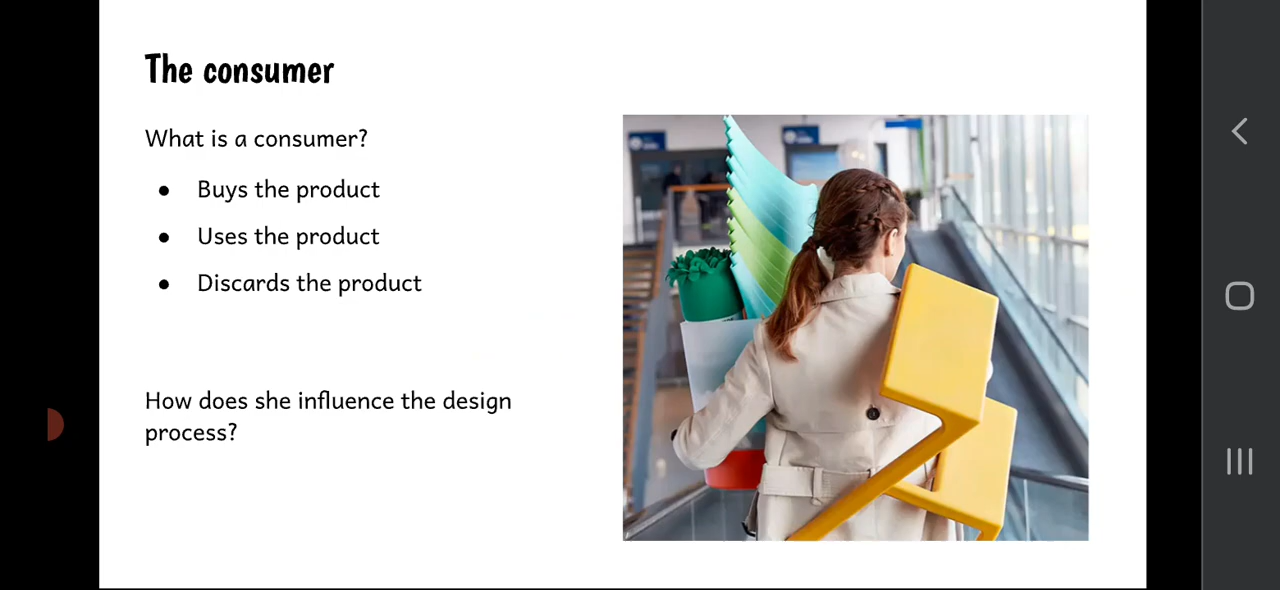 The consumer
What is a consumer?
● Buys the product
● Uses the product
● Discards the product
How does she influence the design
process?